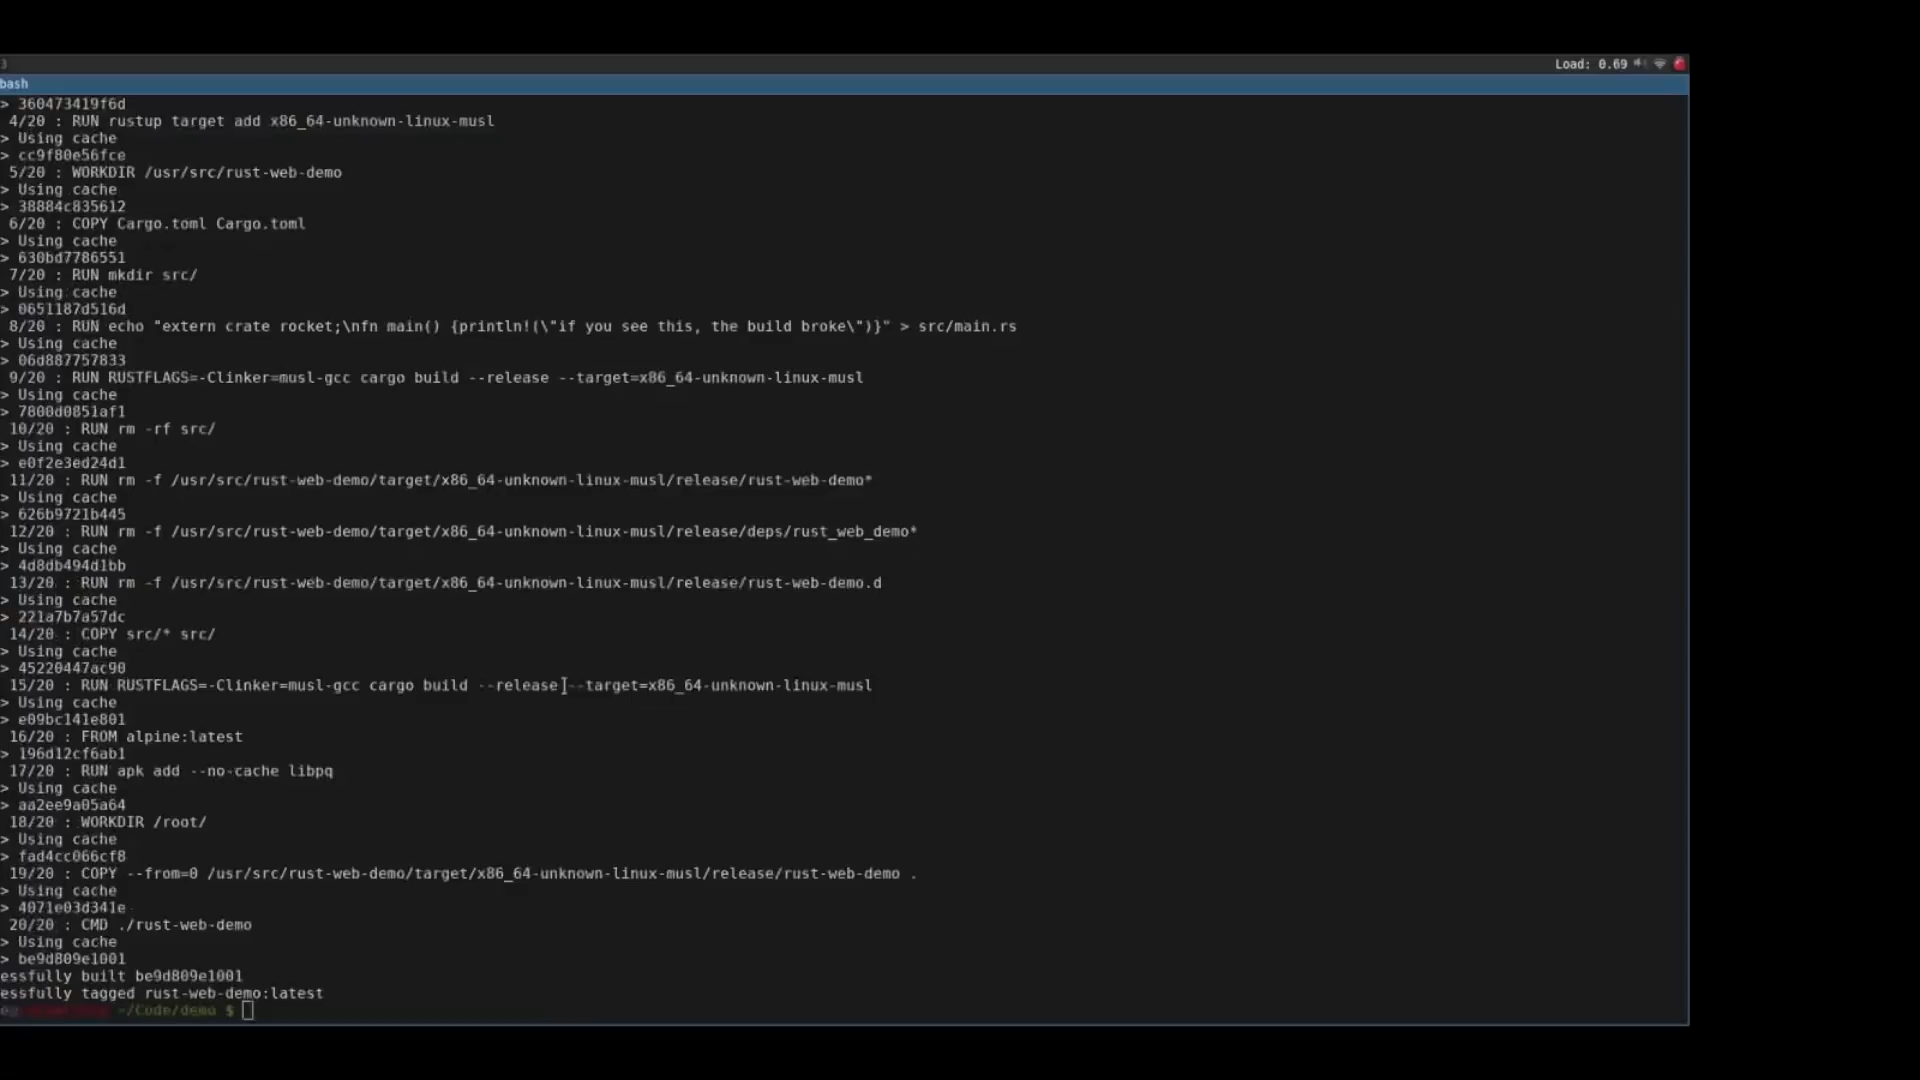 3
Load: 0.69
bash
> 360473419f6d
4/20 : RUN rustup target add x86_64-unknown-linux-musl
> Using cache
> cc9f80e56fce
5/20 : WORKDIR /usr/src/rust-web-demo
> Using cache
> 38884c835612
6/20 : COPY Cargo.toml Cargo.toml
> Using cache
> 630bd7786551
7/20 : RUN mkdir src/
> Using cache
> 0651187d516d
8/20 : RUN echo "extern crate rocket;\nfn main() {println!(\"if you see this, the build broke\")}" > src/main.rs
> Using cache
> 06d887757833
9/20 : RUN RUSTFLAGS=-Clinker=musl-gcc cargo build --release --target=x86_64-unknown-linux-musl
> Using cache
> 7800d0851af1
10/20 : RUN rm -rf src/
> Using cache
> e0f2e3ed24d1
11/20 : RUN rm -f /usr/src/rust-web-demo/target/x86_64-unknown-linux-musl/release/rust-web-demo*
> Using cache
> 626b9721b445
12/20 : RUN rm -f /usr/src/rust-web-demo/target/x86_64-unknown-linux-musl/release/deps/rust_web_demo*
> Using cache
> 4d8db494d1bb
13/20 : RUN rm -f /usr/src/rust-web-demo/target/x86_64-unknown-linux-musl/release/rust-web-demo.d
> Using cache
> 221a7b7a57dc
14/20 : COPY src/* src/
> Using cache
> 45220447ac90
15/20 : RUN RUSTFLAGS=-Clinker=musl-gcc cargo build --release --target=x86_64-unknown-linux-musl
> Using cache
> e09bc141e801
16/20 : FROM alpine:latest
> 196d12cf6ab1
17/20 : RUN apk add --no-cache libpq
> Using cache
> aa2ee9a05a64
18/20 : WORKDIR /root/
> Using cache
> fad4cc066cf8
19/20 : COPY --from=0 /usr/src/rust-web-demo/target/x86_64-unknown-linux-musl/release/rust-web-demo .
> Using cache
> 4071e03d341e
20/20 : CMD ./rust-web-demo
> Using cache
> be9d809e1001
essfully built be9d809e1001
essfully tagged rust-web-demo:latest
~/Code/demo $